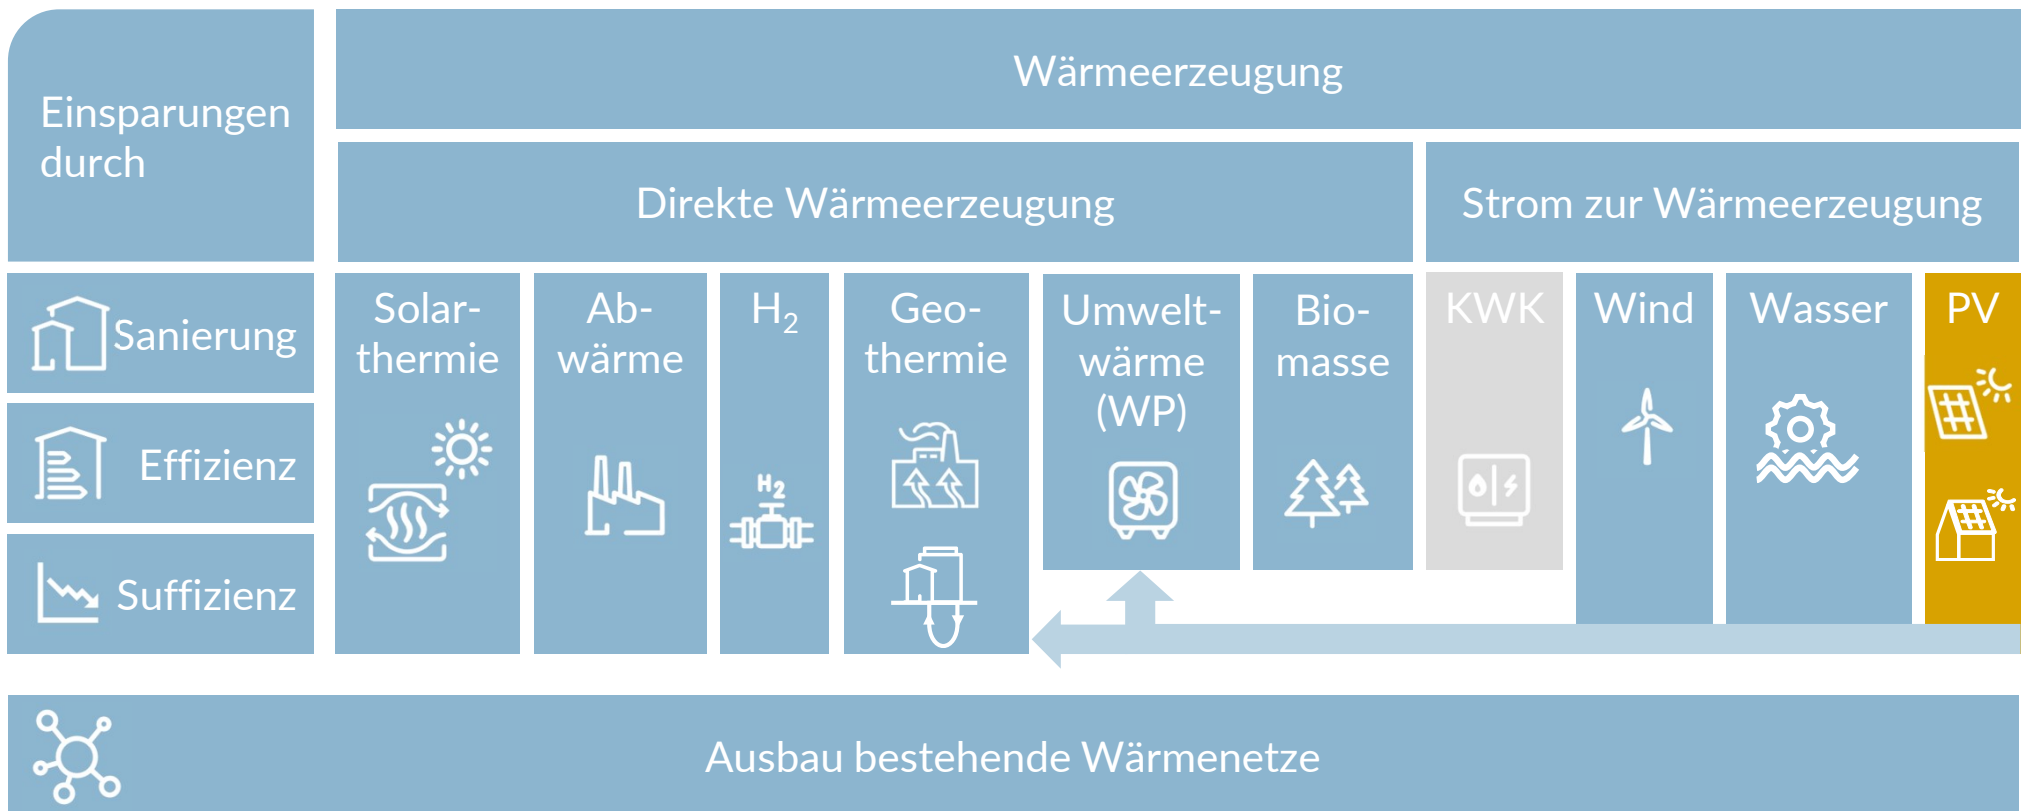 Einsparungen
durch
Wärmeerzeugung
Direkte Wärmeerzeugung
Strom zur Wärmeerzeugung
Sanierung
Effizienz
Suffizienz
Solar-
thermie
Ab-
wärme
H₂
H₂
Geo-
thermie
Umwelt-
wärme
(WP)
Bio-
masse
KWK
Wind
Wasser
PV
Ausbau bestehende Wärmenetze